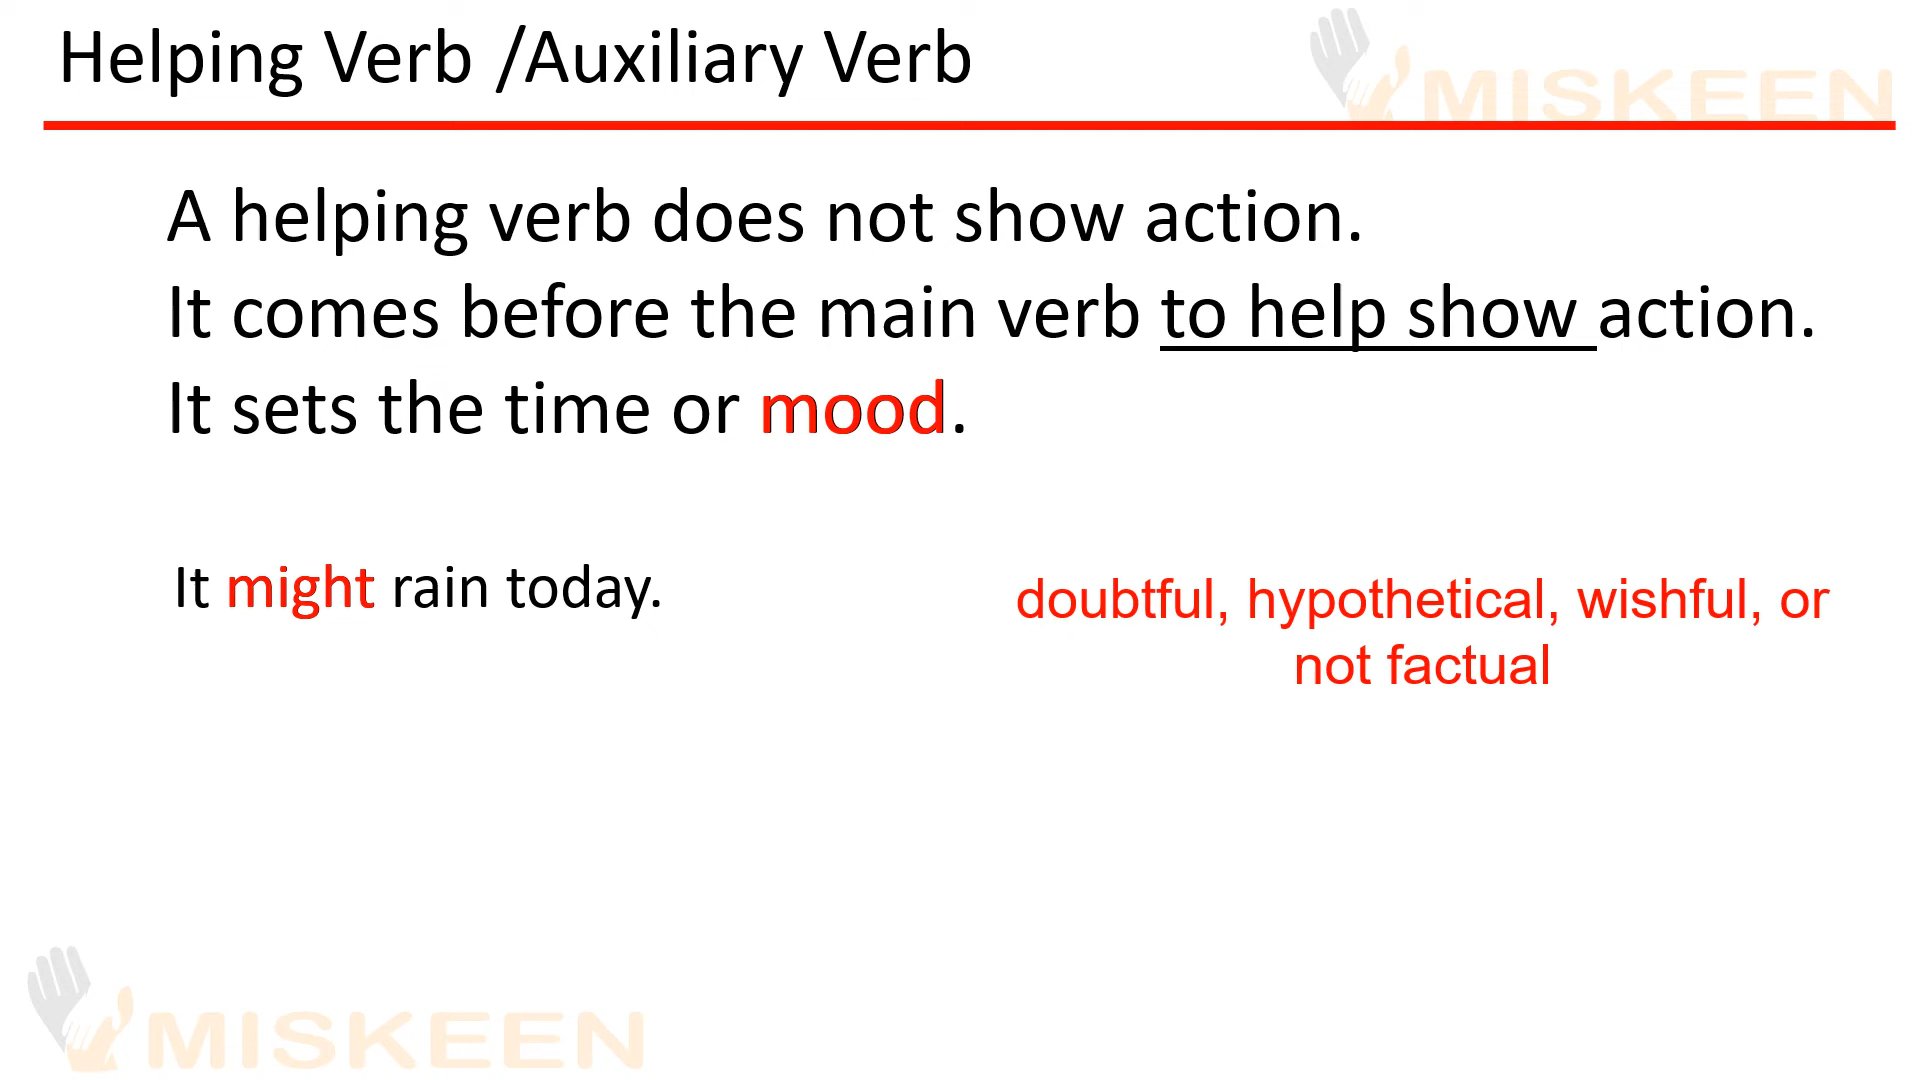 Helping Verb /Auxiliary Verb
MISKEEN
A helping verb does not show action.
It comes before the main verb to help show action.
It sets the time or mood.
It might rain today.
doubtful, hypothetical, wishful, or
not factual
MISKEEN